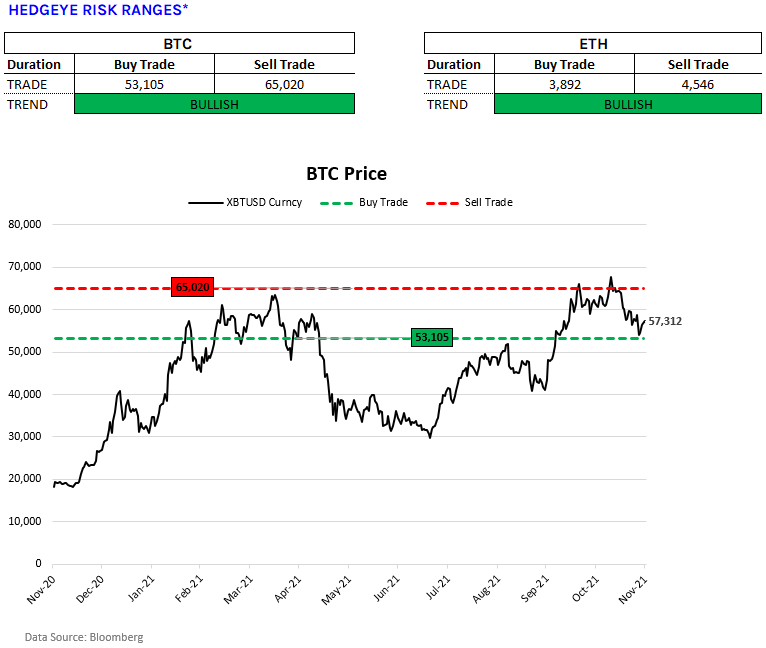 HEDGEYE RISK RANGES*
BTC
Duration Buy Trade Sell Trade
TRADE 53,105 65,020
TREND BULLISH
ETH
Duration Buy Trade Sell Trade
TRADE 3,892 4,546
TREND BULLISH
BTC Price
XBTUSD Curncy Buy Trade Sell Trade
80,000
70,000
65,020
60,000
57,312
53,105
50,000
40,000
30,000
20,000
10,000
0
Nov-20 Dec-20 Jan-21 Feb-21 Mar-21 Apr-21 May-21 Jun-21 Jul-21 Aug-21 Sep-21 Oct-21 Nov-21
Data Source: Bloomberg